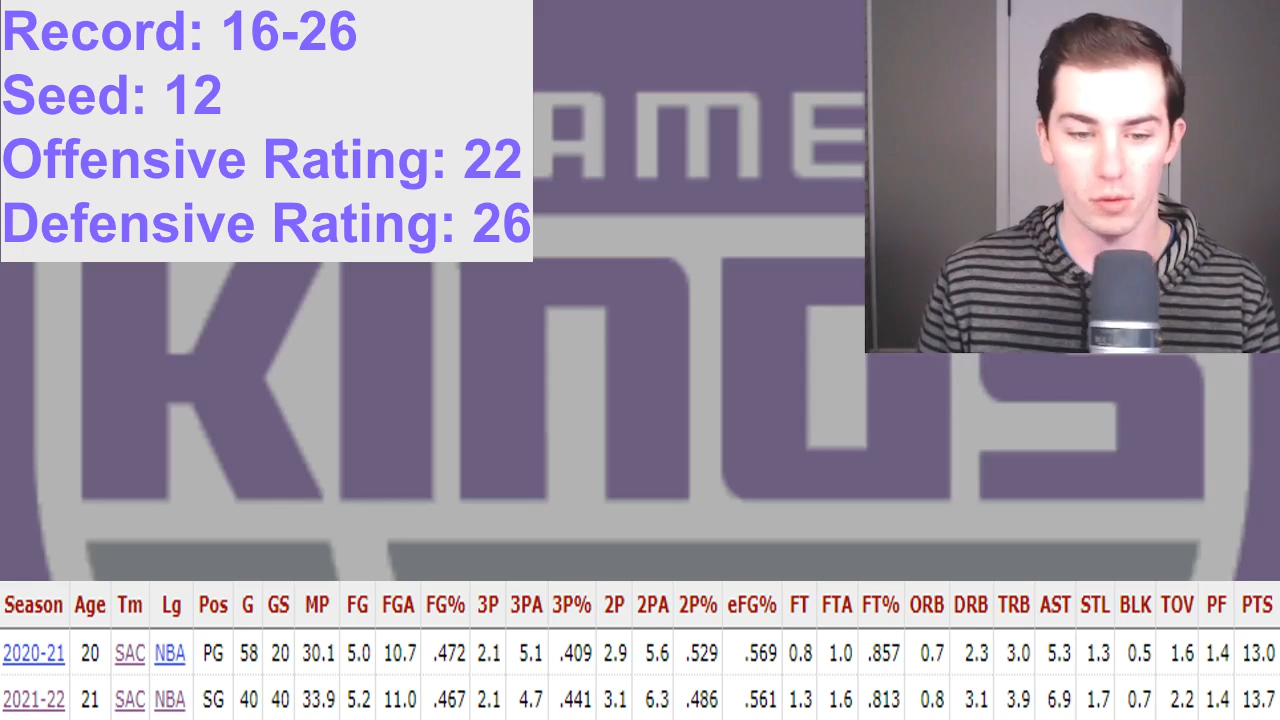 Record: 16-26
Seed: 12
Offensive Rating: 22
Defensive Rating: 26
AME
KINGS
Season Age Tm Lg Pos G GS MP FG FGA FG% 3P 3PA 3P% 2P 2PA 2P% eFG% FT FTA FT% ORB DRB TRB AST STL BLK TOV PF PTS
2020-21 20 SAC NBA PG 58 20 30.1 5.0 10.7 .472 2.1 5.1 .409 2.9 5.6 .529 .569 0.8 1.0 .857 0.7 2.3 3.0 5.3 1.3 0.5 1.6 1.4 13.0
2021-22 21 SAC NBA SG 40 40 33.9 5.2 11.0 .467 2.1 4.7 .441 3.1 6.3 .486 .561 1.3 1.6 .813 0.8 3.1 3.9 6.9 1.7 0.7 2.2 1.4 13.7